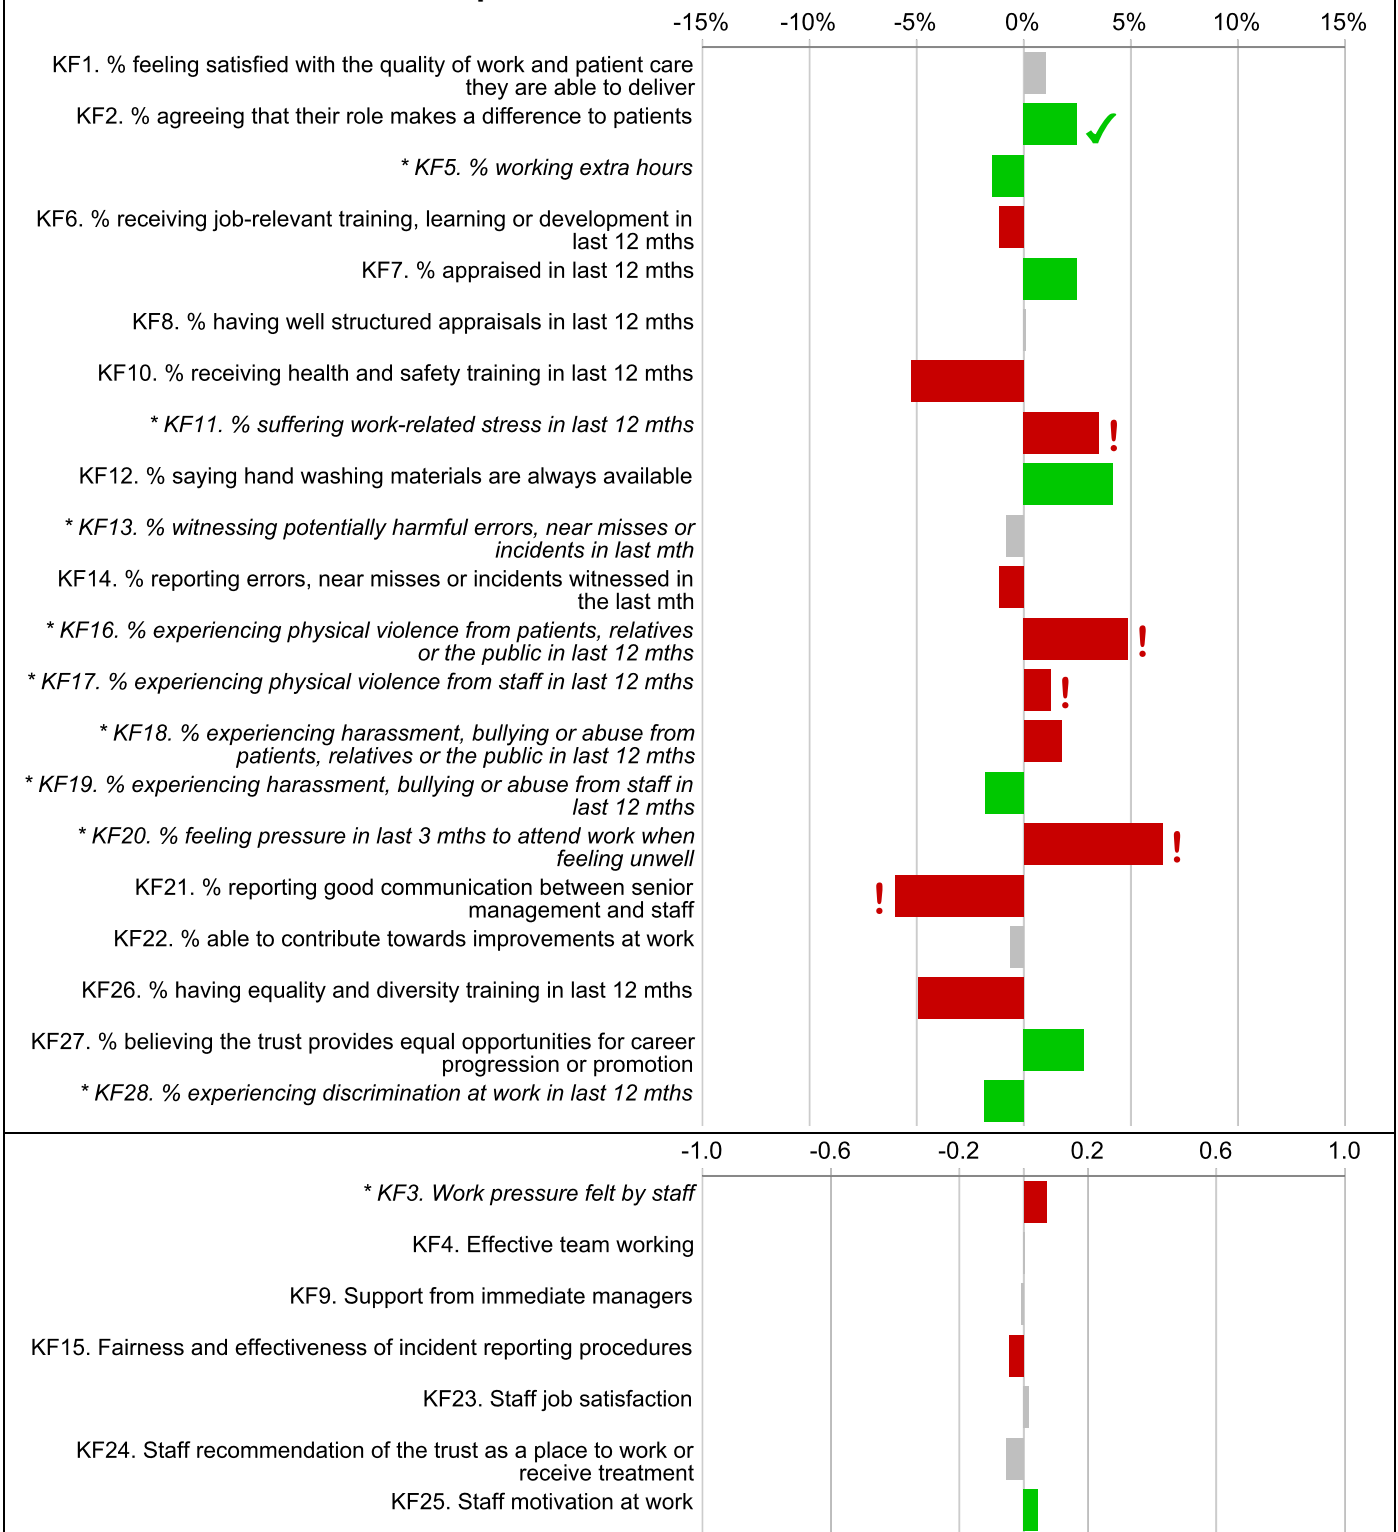 -15% -10% -5% 0% 5% 10% 15%
KF1. % feeling satisfied with the quality of work and patient care
they are able to deliver
KF2. % agreeing that their role makes a difference to patients
* KF5. % working extra hours
KF6. % receiving job-relevant training, learning or development in
last 12 mths
KF7. % appraised in last 12 mths
KF8. % having well structured appraisals in last 12 mths
KF10. % receiving health and safety training in last 12 mths
* KF11. % suffering work-related stress in last 12 mths !
KF12. % saying hand washing materials are always available
* KF13. % witnessing potentially harmful errors, near misses or
incidents in last mth
KF14. % reporting errors, near misses or incidents witnessed in
the last mth
* KF16. % experiencing physical violence from patients, relatives
or the public in last 12 mths !
* KF17. % experiencing physical violence from staff in last 12 mths !
* KF18. % experiencing harassment, bullying or abuse from
patients, relatives or the public in last 12 mths
* KF19. % experiencing harassment, bullying or abuse from staff in
last 12 mths
* KF20. % feeling pressure in last 3 mths to attend work when
feeling unwell !
KF21. % reporting good communication between senior
management and staff !
KF22. % able to contribute towards improvements at work
KF26. % having equality and diversity training in last 12 mths
KF27. % believing the trust provides equal opportunities for career
progression or promotion
* KF28. % experiencing discrimination at work in last 12 mths
-1.0 -0.6 -0.2 0.2 0.6 1.0
* KF3. Work pressure felt by staff
KF4. Effective team working
KF9. Support from immediate managers
KF15. Fairness and effectiveness of incident reporting procedures
KF23. Staff job satisfaction
KF24. Staff recommendation of the trust as a place to work or
receive treatment
KF25. Staff motivation at work